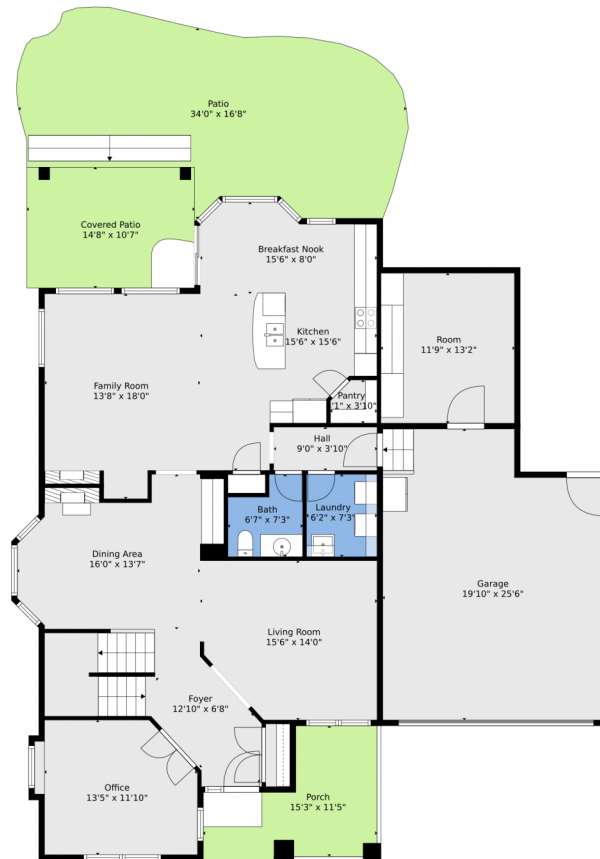 Patio
34'0" x 16'8"
Covered Patio
14'8" x 10'7"
Breakfast Nook
15'6" x 8'0"
Kitchen
15'6" x 15'6"
Room
11'9" x 13'2"
Family Room
13'8" x 18'0"
Pantry
'1" x 3'10"
Hall
9'0" x 3'10"
Bath
6'7" x 7'3"
Laundry
6'2" x 7'3"
Dining Area
16'0" x 13'7"
Garage
19'10" x 25'6"
Living Room
15'6" x 14'0"
Foyer
12'10" x 6'8"
Office
13'5" x 11'10"
Porch
15'3" x 11'5"